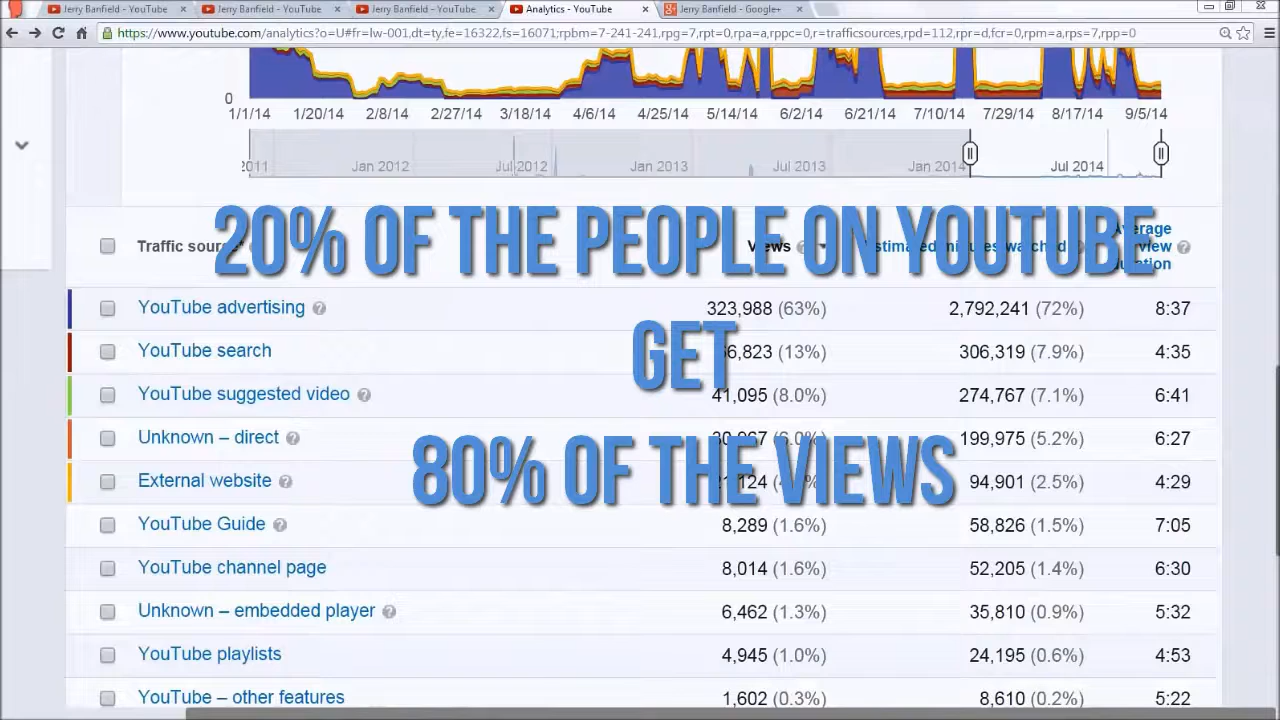 Jerry Banfield - YouTube Jerry Banfield - YouTube Jerry Banfield - YouTube Analytics - YouTube Jerry Banfield - Google+
https://www.youtube.com/analytics?o=U#fr=lw-001,dt=ty,fe=16322,fs=16071;rpbm=7-241-241,rpg=7,rpt=0,rpa=a,rppc=0,r=trafficsources,rpd=112,rpr=d,fcr=0,rpm=a,rps=7,rpp=0
0
1/1/14 1/20/14 2/8/14 2/27/14 3/18/14 4/6/14 4/25/14 5/14/14 6/2/14 6/21/14 7/10/14 7/29/14 8/17/14 9/5/14
2011 Jan 2012 Jul 2012 Jan 2013 Jul 2013 Jan 2014 Jul 2014
20% OF THE PEOPLE ON YOUTUBE
GET
80% OF THE VIEWS
Traffic source Views Estimated minutes watched Average view duration
YouTube advertising 323,988 (63%) 2,792,241 (72%) 8:37
YouTube search 6,823 (13%) 306,319 (7.9%) 4:35
YouTube suggested video 41,095 (8.0%) 274,767 (7.1%) 6:41
Unknown – direct 199,975 (5.2%) 6:27
External website 94,901 (2.5%) 4:29
YouTube Guide 8,289 (1.6%) 58,826 (1.5%) 7:05
YouTube channel page 8,014 (1.6%) 52,205 (1.4%) 6:30
Unknown – embedded player 6,462 (1.3%) 35,810 (0.9%) 5:32
YouTube playlists 4,945 (1.0%) 24,195 (0.6%) 4:53
YouTube – other features 1,602 (0.3%) 8,610 (0.2%) 5:22